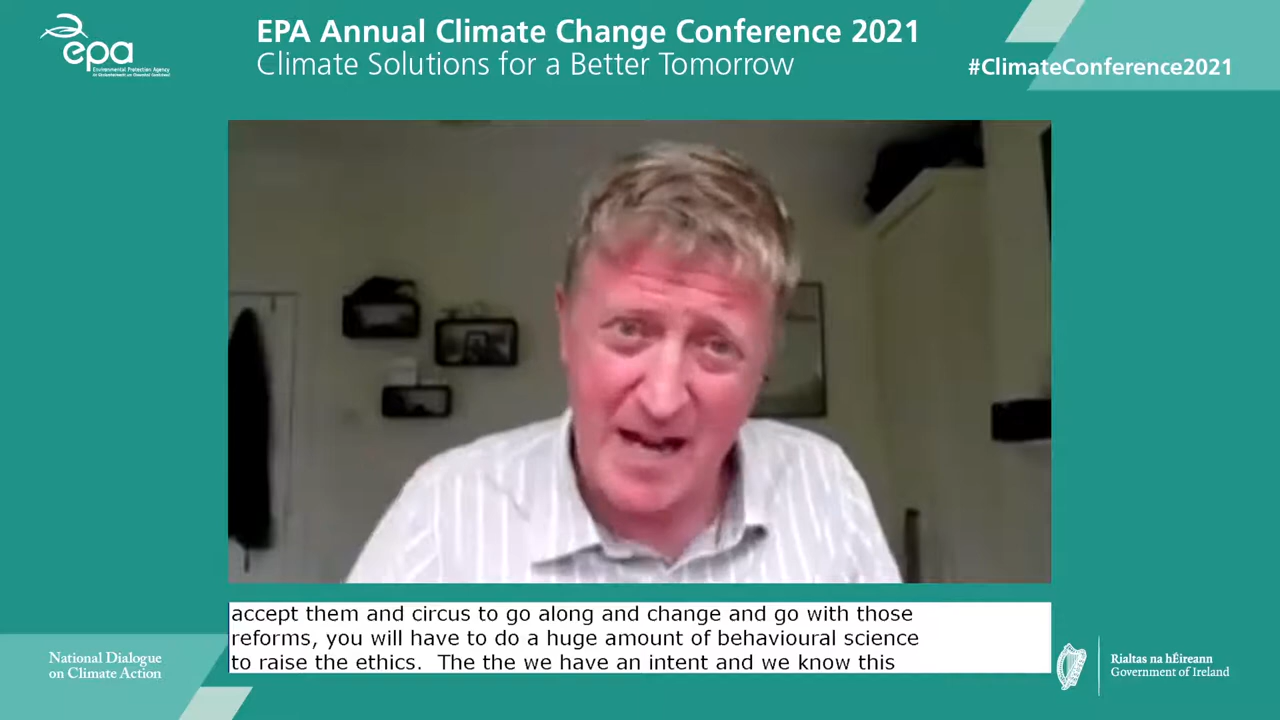 epa
EPA Annual Climate Change Conference 2021
Climate Solutions for a Better Tomorrow
#ClimateConference2021
Environmental Protection Agency
accept them and circus to go along and change and go with those
reforms, you will have to do a huge amount of behavioural science
to raise the ethics.  The the we have an intent and we know this
National Dialogue
on Climate Action
Rialtas na hÉireann
Government of Ireland